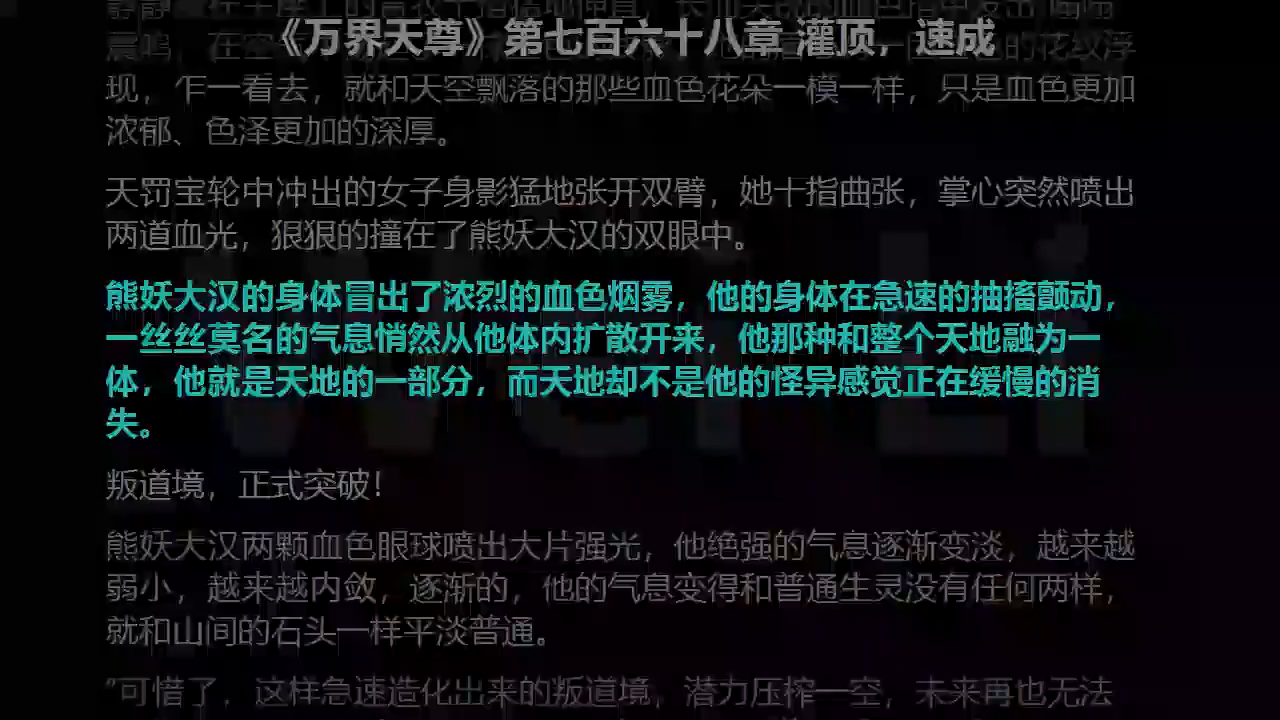 《万界天尊》第七百六十八章 灌顶，速成
现，乍一看去，就和天空飘落的那些血色花朵一模一样，只是血色更加
浓郁、色泽更加的深厚。
天罚宝轮中冲出的女子身影猛地张开双臂，她十指曲张，掌心突然喷出
两道血光，狠狠的撞在了熊妖大汉的双眼中。
熊妖大汉的身体冒出了浓烈的血色烟雾，他的身体在急速的抽搐颤动，
一丝丝莫名的气息悄然从他体内扩散开来，他那种和整个天地融为一
体，他就是天地的一部分，而天地却不是他的怪异感觉正在缓慢的消
失。
叛道境，正式突破！
熊妖大汉两颗血色眼球喷出大片强光，他绝强的气息逐渐变淡，越来越
弱小，越来越内敛，逐渐的，他的气息变得和普通生灵没有任何两样，
就和山间的石头一样平淡普通。
“可惜了，这样急速造化出来的叛道境，潜力压榨一空，未来再也无法